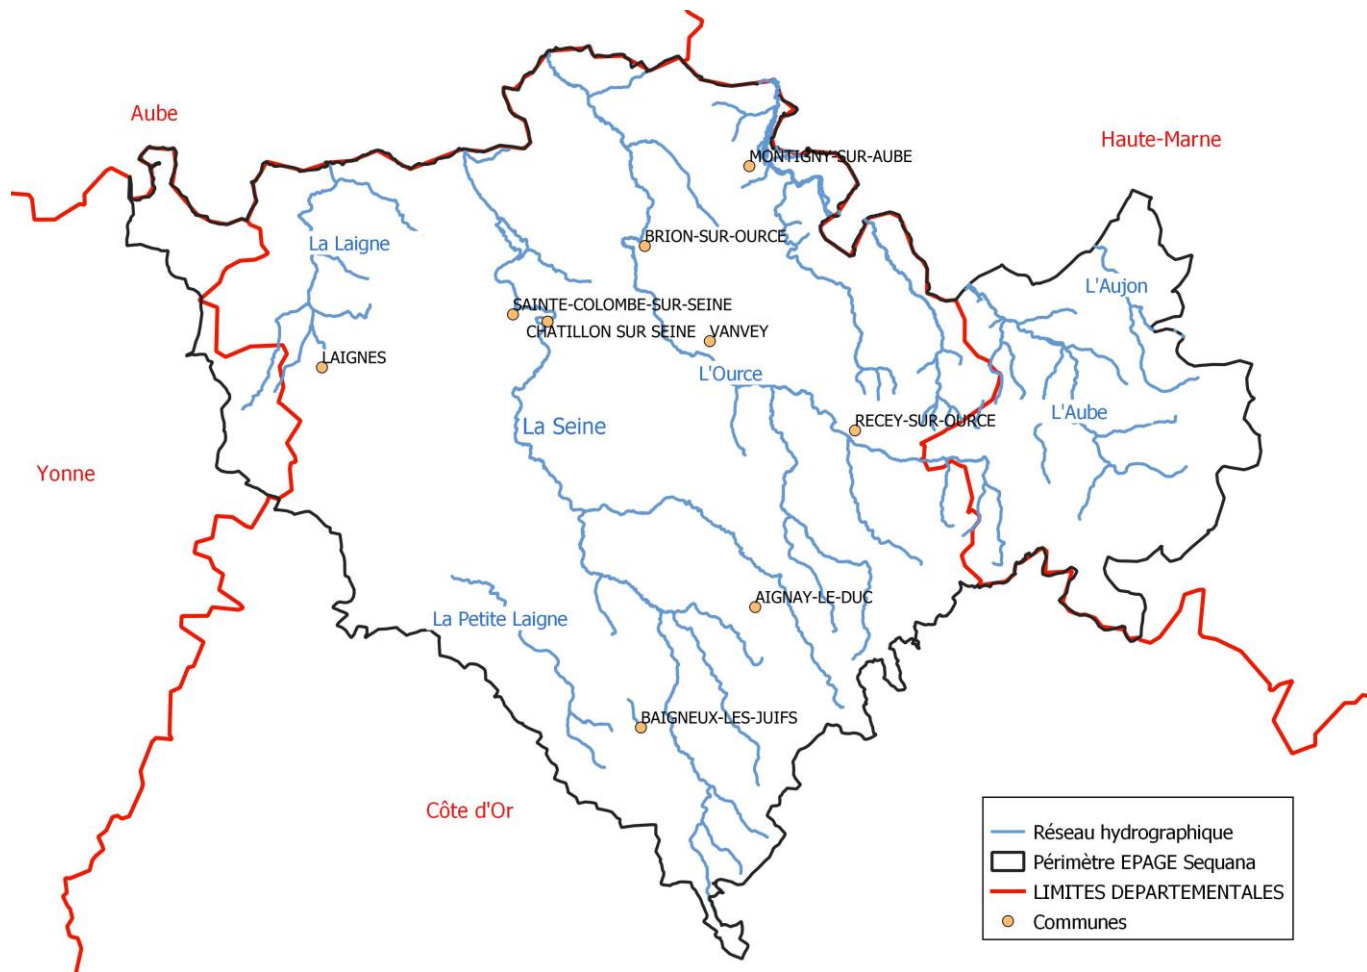 Aube
Haute-Marne
MONTIGNY-SUR-AUBE
BRION-SUR-OURCE
La Laigne
L'Aujon
SAINTE-COLOMBE-SUR-SEINE
CHATILLON SUR SEINE
VANVEY
LAIGNES
L'Ource
L'Aube
RECEY-SUR-OURCE
La Seine
Yonne
AIGNAY-LE-DUC
La Petite Laigne
BAIGNEUX-LES-JUIFS
Côte d'Or
Réseau hydrographique
Périmètre EPAGE Sequana
LIMITES DEPARTEMENTALES
Communes